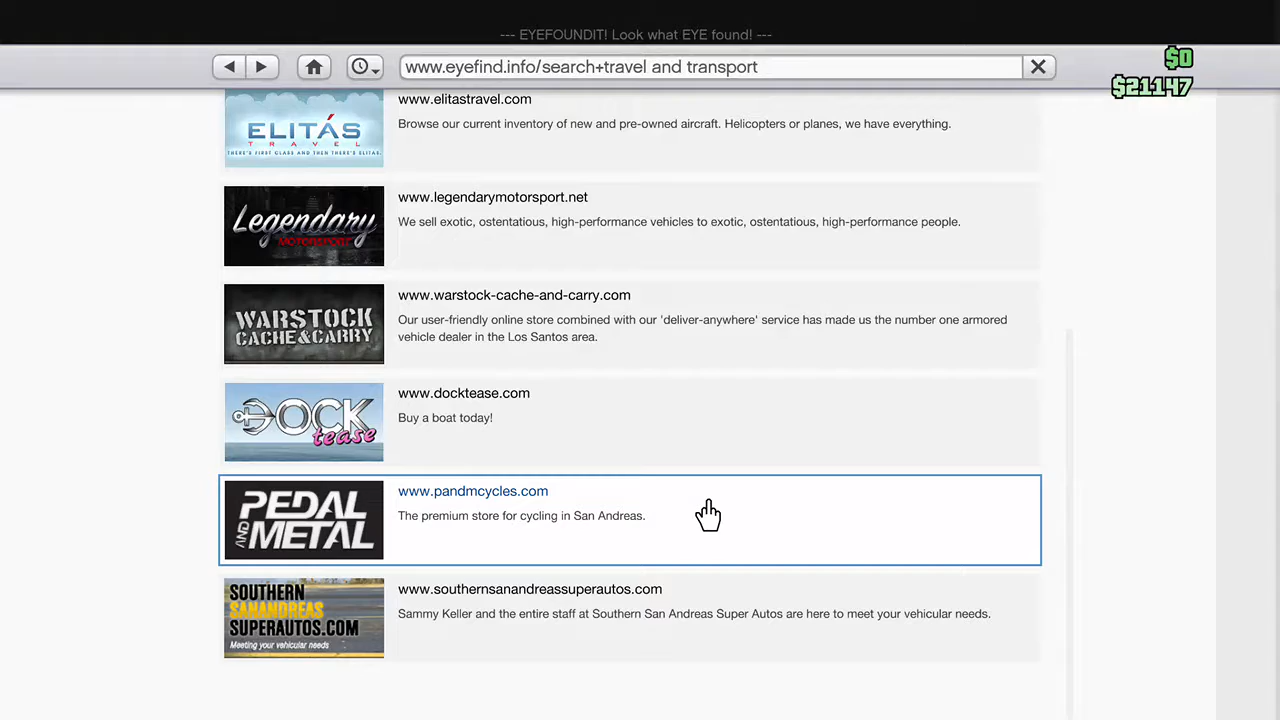 --- EYEFOUNDIT! Look what EYE found! ---
www.eyefind.info/search+travel and transport
$0
$21147
www.elitastravel.com
Browse our current inventory of new and pre-owned aircraft. Helicopters or planes, we have everything.
ELITÁS
TRAVEL
THERE'S FIRST CLASS AND THEN THERE'S ELITAS.
www.legendarymotorsport.net
We sell exotic, ostentatious, high-performance vehicles to exotic, ostentatious, high-performance people.
Legendary
MOTORSPORT
www.warstock-cache-and-carry.com
Our user-friendly online store combined with our 'deliver-anywhere' service has made us the number one armored
vehicle dealer in the Los Santos area.
WARSTOCK
CACHE&CARRY
www.docktease.com
Buy a boat today!
DOCK
tease
www.pandmcycles.com
The premium store for cycling in San Andreas.
PEDAL
AND
METAL
www.southernsanandreassuperautos.com
Sammy Keller and the entire staff at Southern San Andreas Super Autos are here to meet your vehicular needs.
SOUTHERN
SANANDREAS
SUPERAUTOS.COM
Meeting your vehicular needs